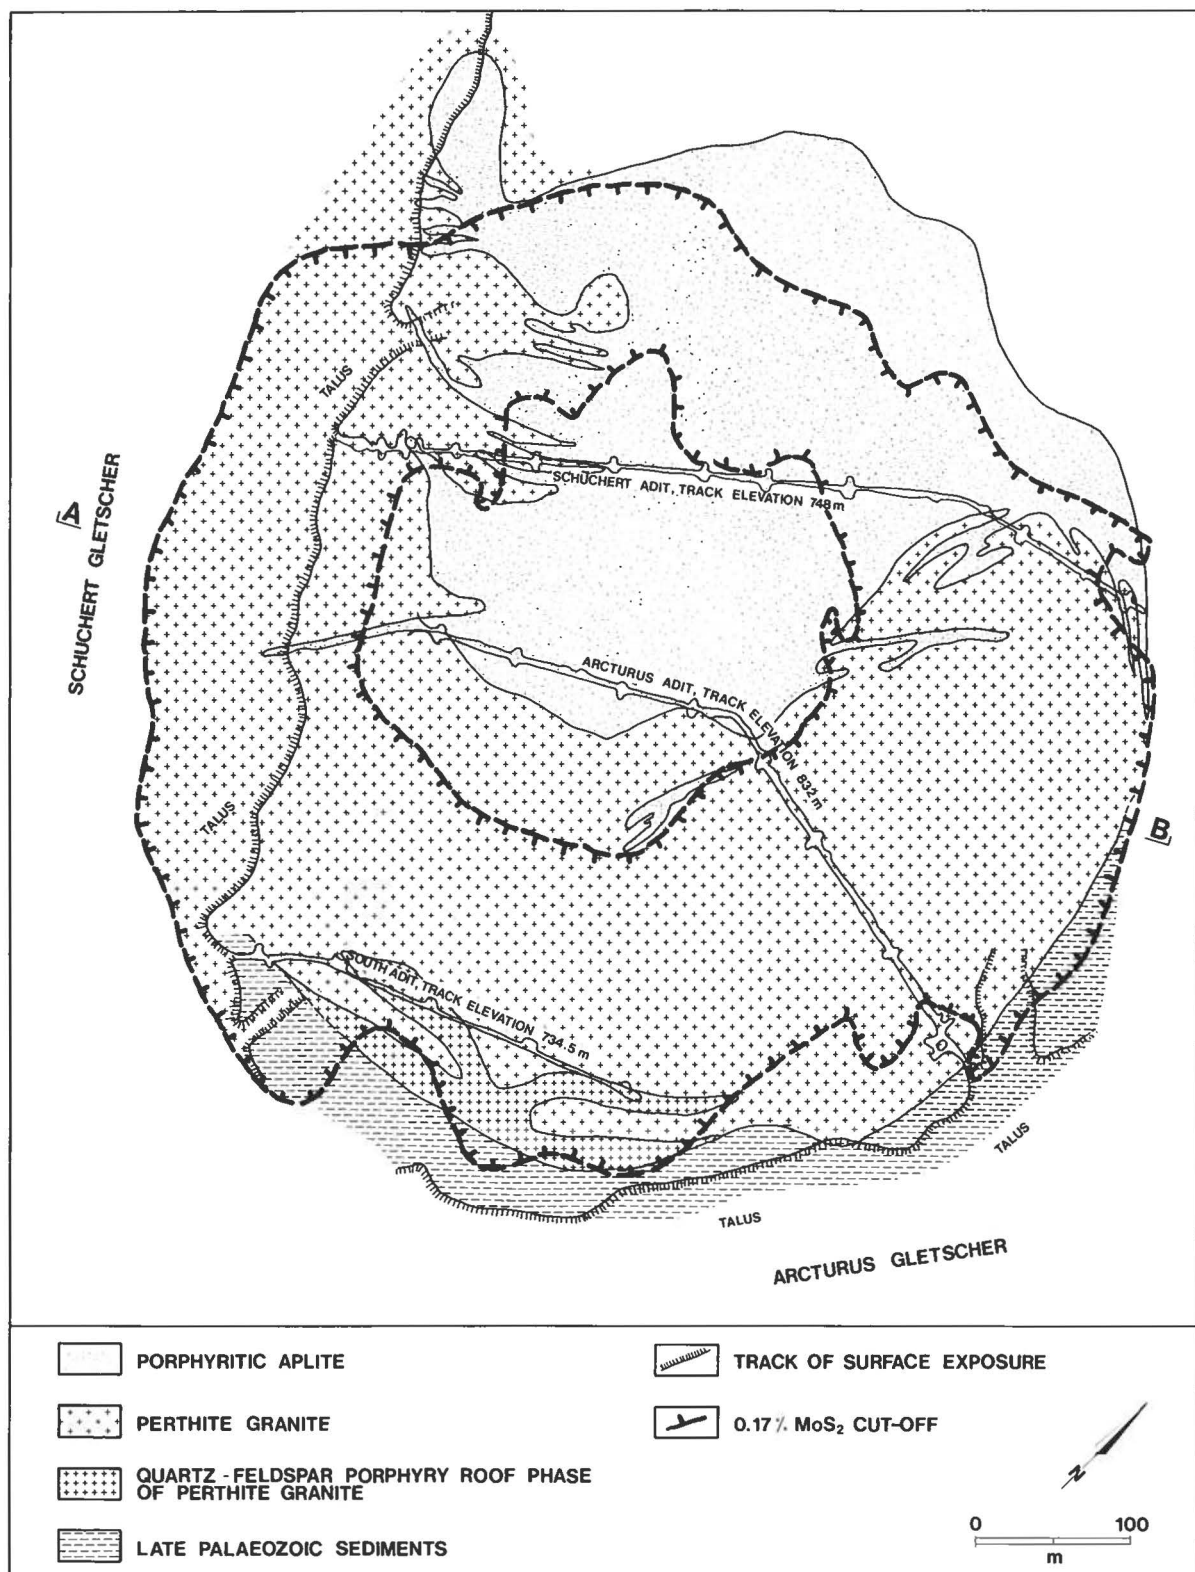 TALUS
A
SCHUCHERT GLETSCHER
SCHUCHERT ADIT, TRACK ELEVATION 748 m
ARCTURUS ADIT, TRACK ELEVATION 832 m
TALUS
B
SOUTH ADIT, TRACK ELEVATION 734.5 m
TALUS
TALUS
ARCTURUS GLETSCHER
PORPHYRITIC APLITE
PERTHITE GRANITE
QUARTZ - FELDSPAR PORPHYRY ROOF PHASE
OF PERTHITE GRANITE
LATE PALAEOZOIC SEDIMENTS
TRACK OF SURFACE EXPOSURE
0.17 % MoS₂ CUT-OFF
N
0 100
m